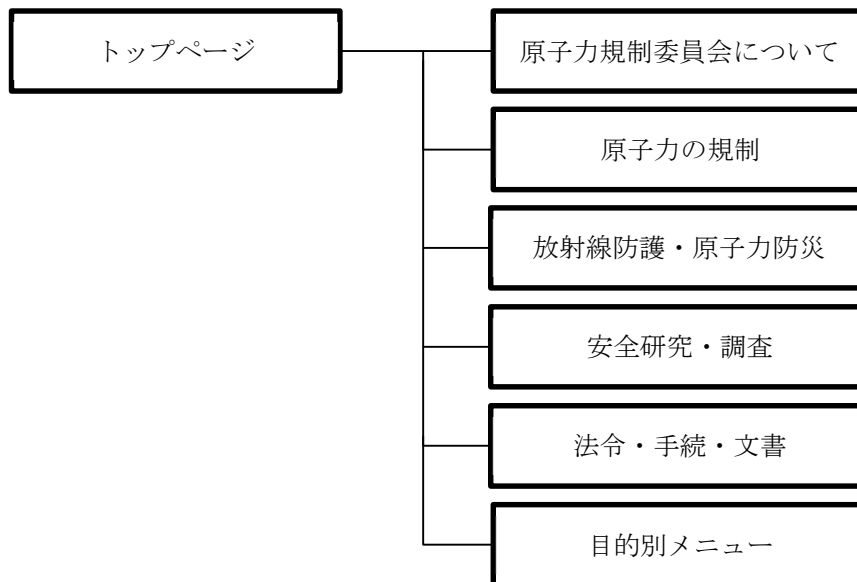 トップページ
原子力規制委員会について
原子力の規制
放射線防護・原子力防災
安全研究・調査
法令・手続・文書
目的別メニュー